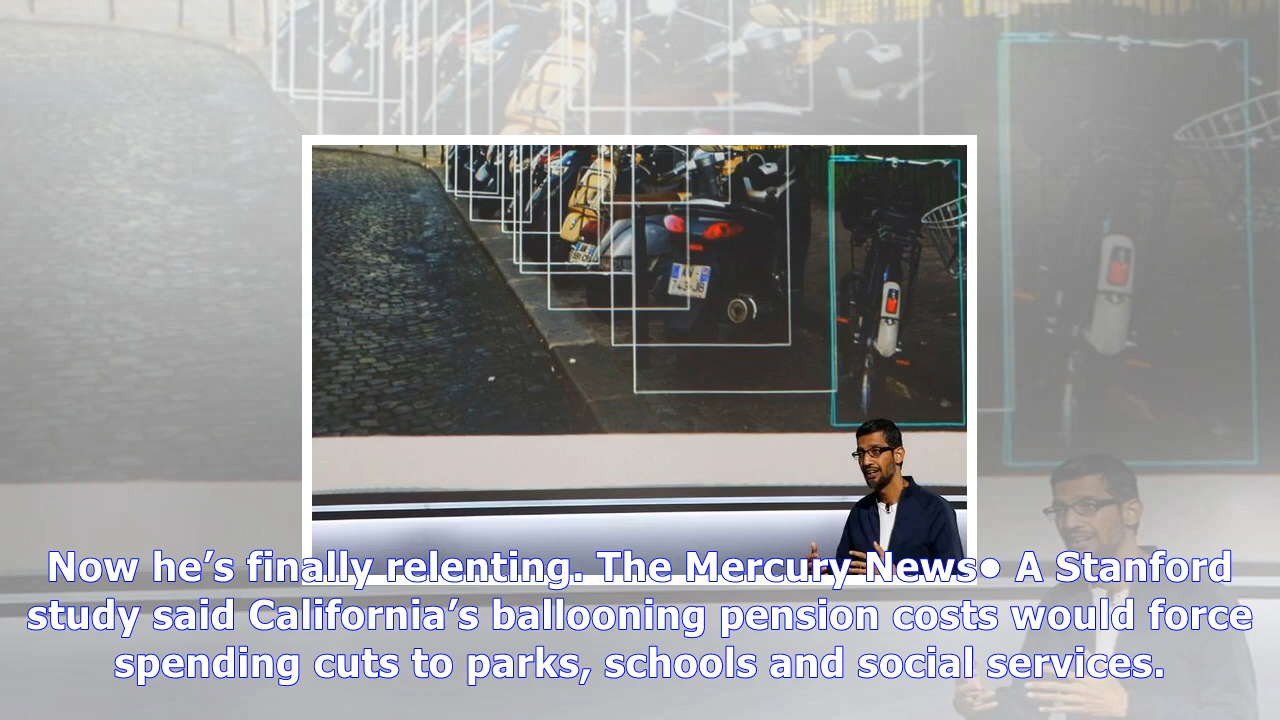 Now he’s finally relenting. The Mercury News● A Stanford
study said California’s ballooning pension costs would force
spending cuts to parks, schools and social services.